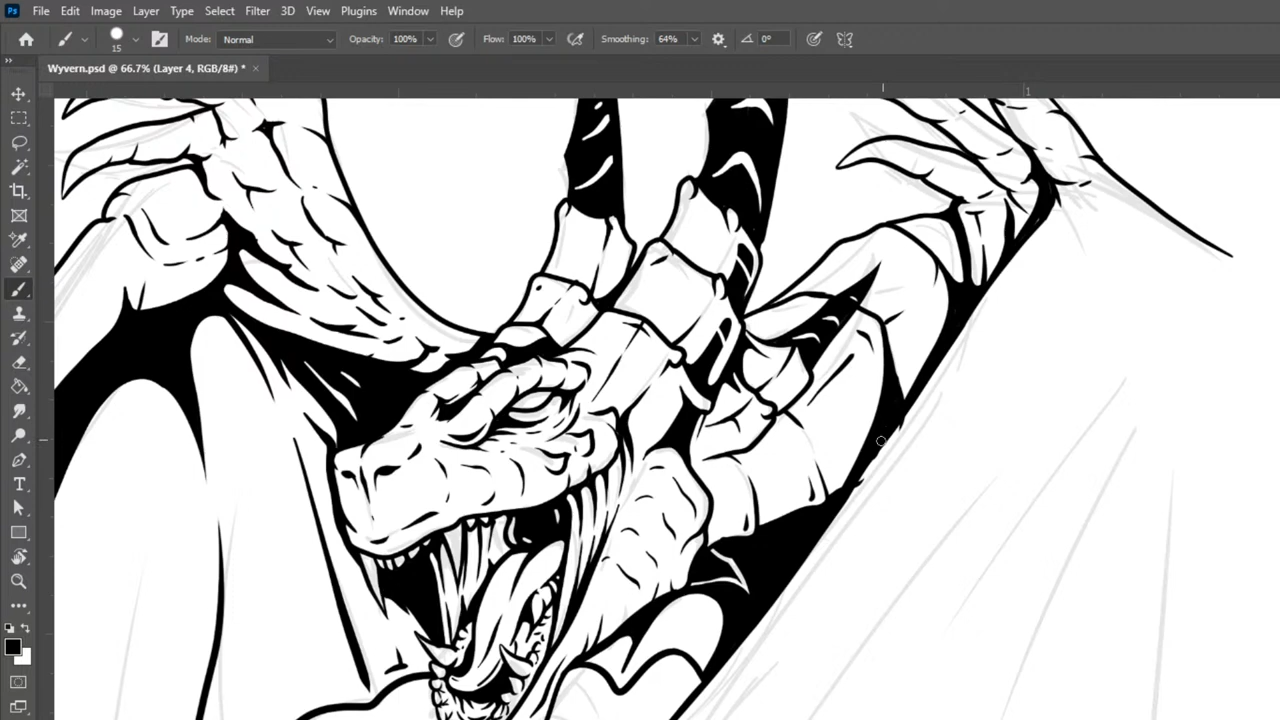 Ps File Edit Image Layer Type Select Filter 3D View Plugins Window Help
15 Mode: Normal Opacity: 100% Flow: 100% Smoothing: 64% 0°
Wyvern.psd @ 66.7% (Layer 4, RGB/8#) * ×
1
T